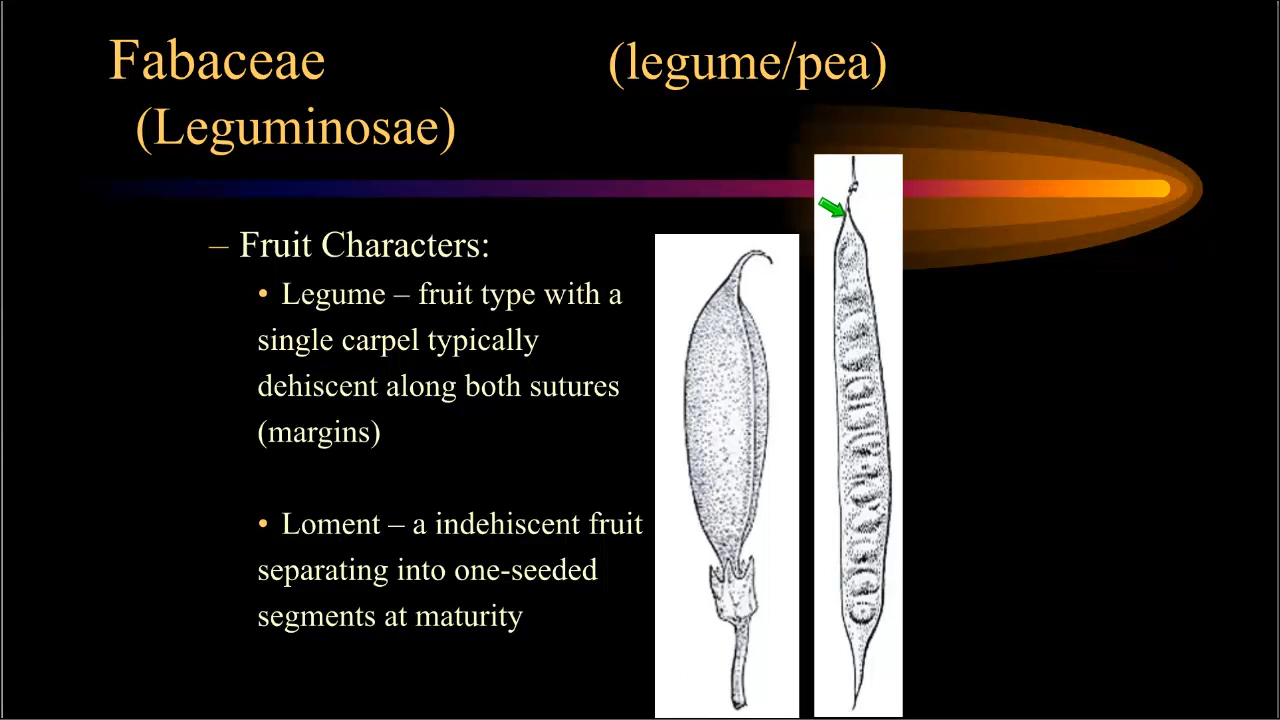 Fabaceae (legume/pea)
(Leguminosae)
– Fruit Characters:
• Legume – fruit type with a
single carpel typically
dehiscent along both sutures
(margins)
• Loment – a indehiscent fruit
separating into one-seeded
segments at maturity